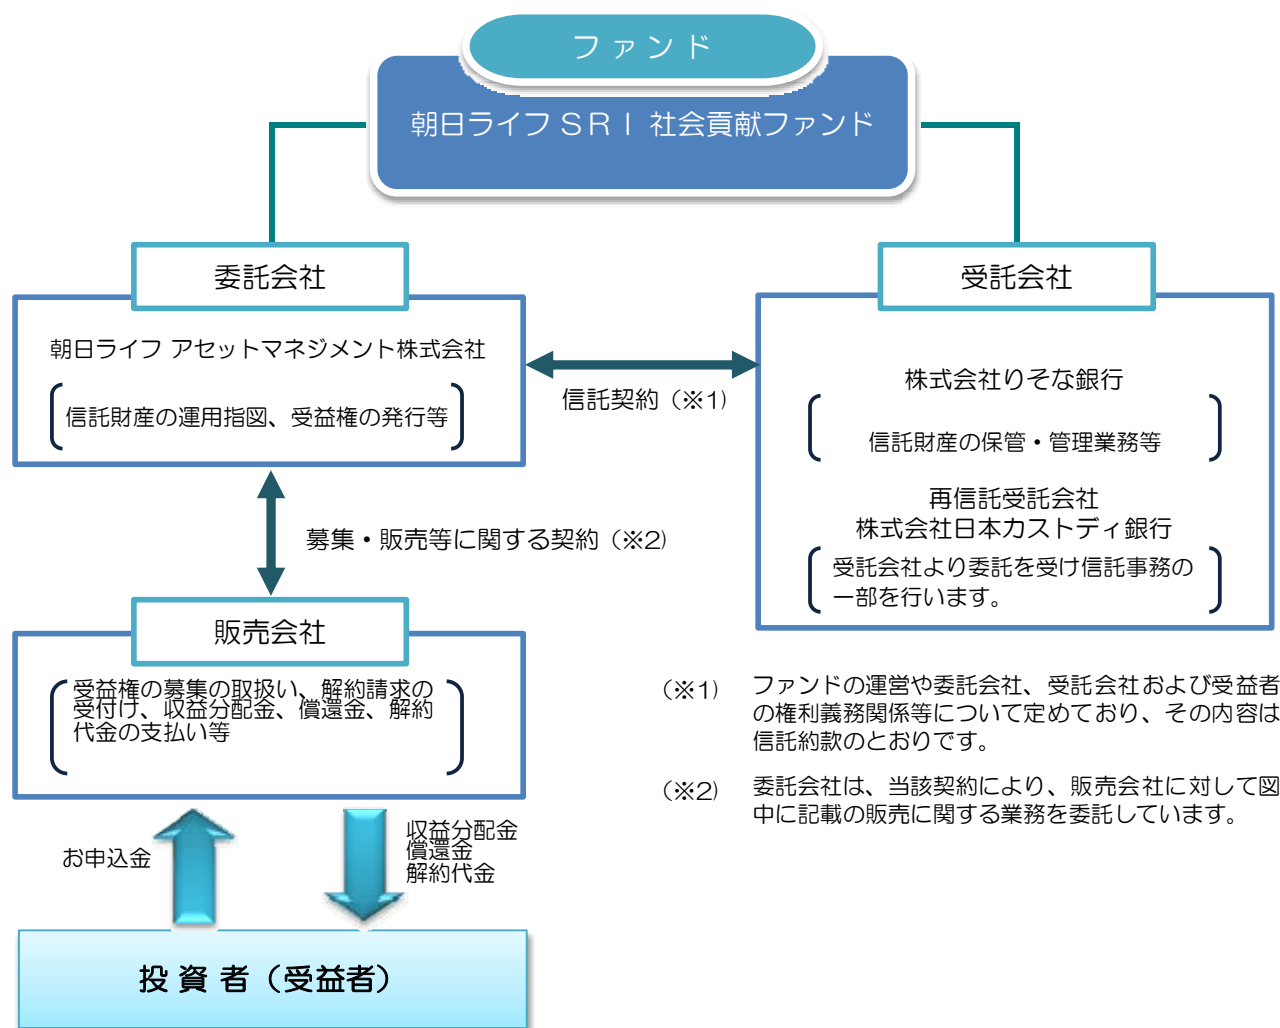 ファンド
朝日ライフ SRI 社会貢献ファンド
委託会社
朝日ライフ アセットマネジメント株式会社
信託財産の運用指図、受益権の発行等
信託契約（※1）
受託会社
株式会社りそな銀行
信託財産の保管・管理業務等
再信託受託会社
株式会社日本カストディ銀行
受託会社より委託を受け信託事務の
一部を行います。
募集・販売等に関する契約（※2）
販売会社
受益権の募集の取扱い、解約請求の
受付け、収益分配金、償還金、解約
代金の支払い等
（※1） ファンドの運営や委託会社、受託会社および受益者
の権利義務関係等について定めており、その内容は
信託約款のとおりです。
（※2） 委託会社は、当該契約により、販売会社に対して図
中に記載の販売に関する業務を委託しています。
お申込金
収益分配金
償還金
解約代金
投 資 者（受益者）